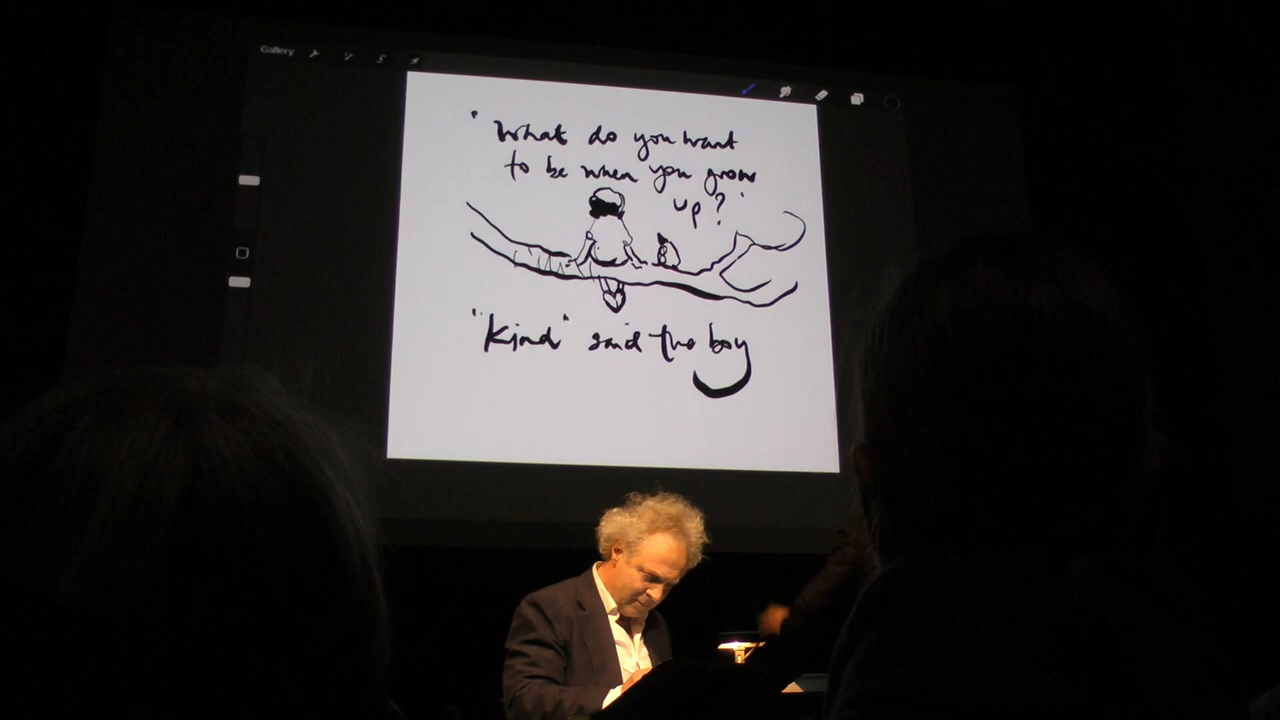 Gallery
"What do you want
to be when you grow
up?"
"Kind" said the boy